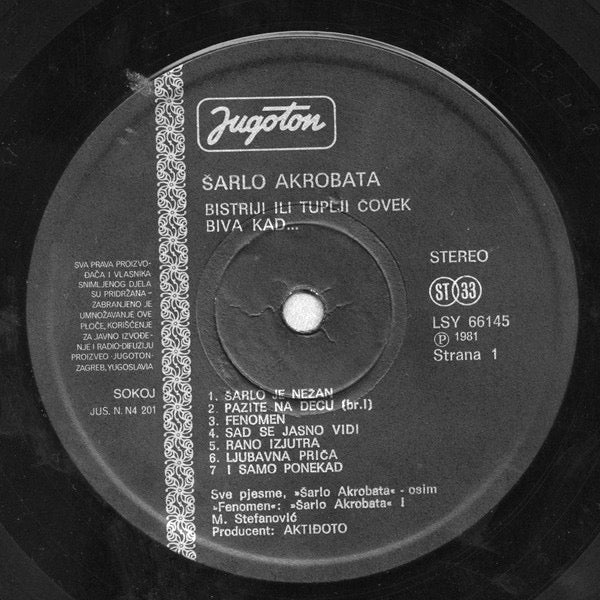 Jugoton
ŠARLO AKROBATA
BISTRIJI ILI TUPLJI COVEK
BIVA KAD...
SVA PRAVA PROIZVO-
ĐAČA I VLASNIKA
SNIMLJENOG DJELA
SU PRIDRŽANA -
ZABRANJENO JE
UMNOŽAVANJE OVE
PLOČE, KORIŠĆENJE
ZA JAVNO IZVOĐE-
NJE I RADIO-DIFUZIJU
PROIZVEO -JUGOTON-
ZAGREB, YUGOSLAVIA
SOKOJ
JUS. N. N4 201
STEREO
ST 33
LSY 66145
Ⓟ 1981
Strana 1
1. ŠARLO JE NEŽAN
2. PAZITE NA DECU (br.I)
3. FENOMEN
4. SAD SE JASNO VIDI
5. RANO IZJUTRA
6. LJUBAVNA PRIČA
7 I SAMO PONEKAD
Sve pjesme, »Šarlo Akrobata« - osim
»Fenomen«: »Šarlo Akrobata« I
M. Stefanović
Producent: AKTIĐOTO